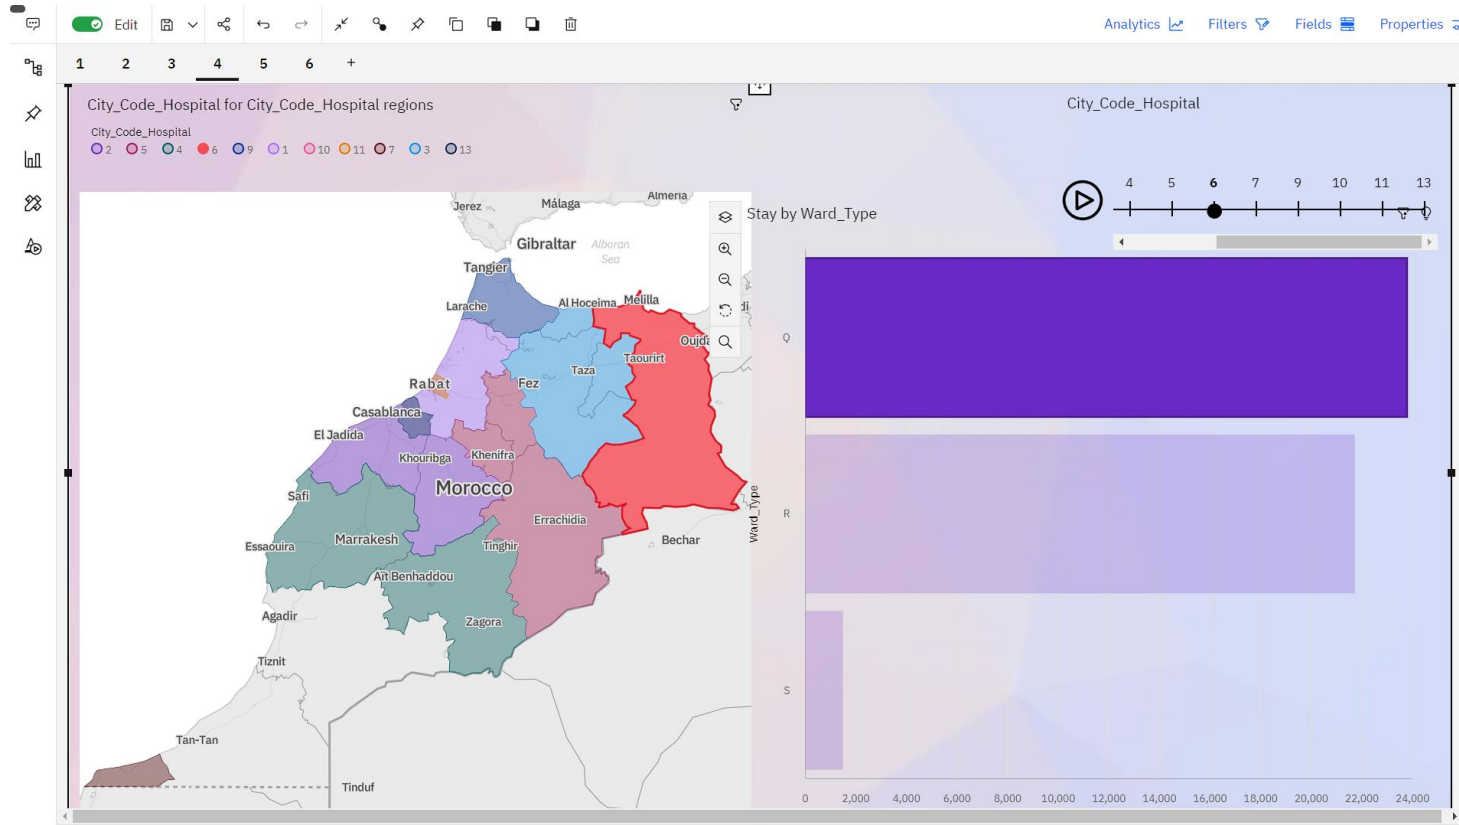 Edit
Analytics Filters Fields Properties
1 2 3 4 5 6 +
City_Code_Hospital for City_Code_Hospital regions
City_Code_Hospital
2 5 4 6 9 1 10 11 7 3 13
City_Code_Hospital
4 5 6 7 9 10 11 13
Jerez
Málaga
Almeria
Gibraltar
Alboran
Sea
Tangier
Larache
Al Hoceima
Melilla
di
Oujda
Taourirt
Taza
Fez
Rabat
Casablanca
El Jadida
Khouribga
Khenifra
Morocco
Safi
Errachidia
Marrakesh
Essaouira
Tinghir
Bechar
Aït Benhaddou
Agadir
Zagora
Tiznit
Tan-Tan
Tinduf
Stay by Ward_Type
Ward_Type
Q
R
S
0 2,000 4,000 6,000 8,000 10,000 12,000 14,000 16,000 18,000 20,000 22,000 24,000